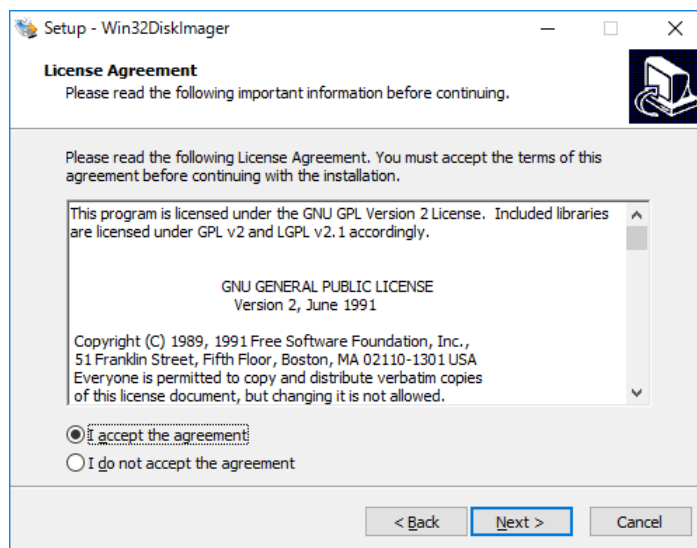 Setup - Win32DiskImager
License Agreement
Please read the following important information before continuing.
Please read the following License Agreement. You must accept the terms of this
agreement before continuing with the installation.
This program is licensed under the GNU GPL Version 2 License.  Included libraries
are licensed under GPL v2 and LGPL v2.1 accordingly.
GNU GENERAL PUBLIC LICENSE
Version 2, June 1991
Copyright (C) 1989, 1991 Free Software Foundation, Inc.,
51 Franklin Street, Fifth Floor, Boston, MA 02110-1301 USA
Everyone is permitted to copy and distribute verbatim copies
of this license document, but changing it is not allowed.
I accept the agreement
I do not accept the agreement
< Back
Next >
Cancel